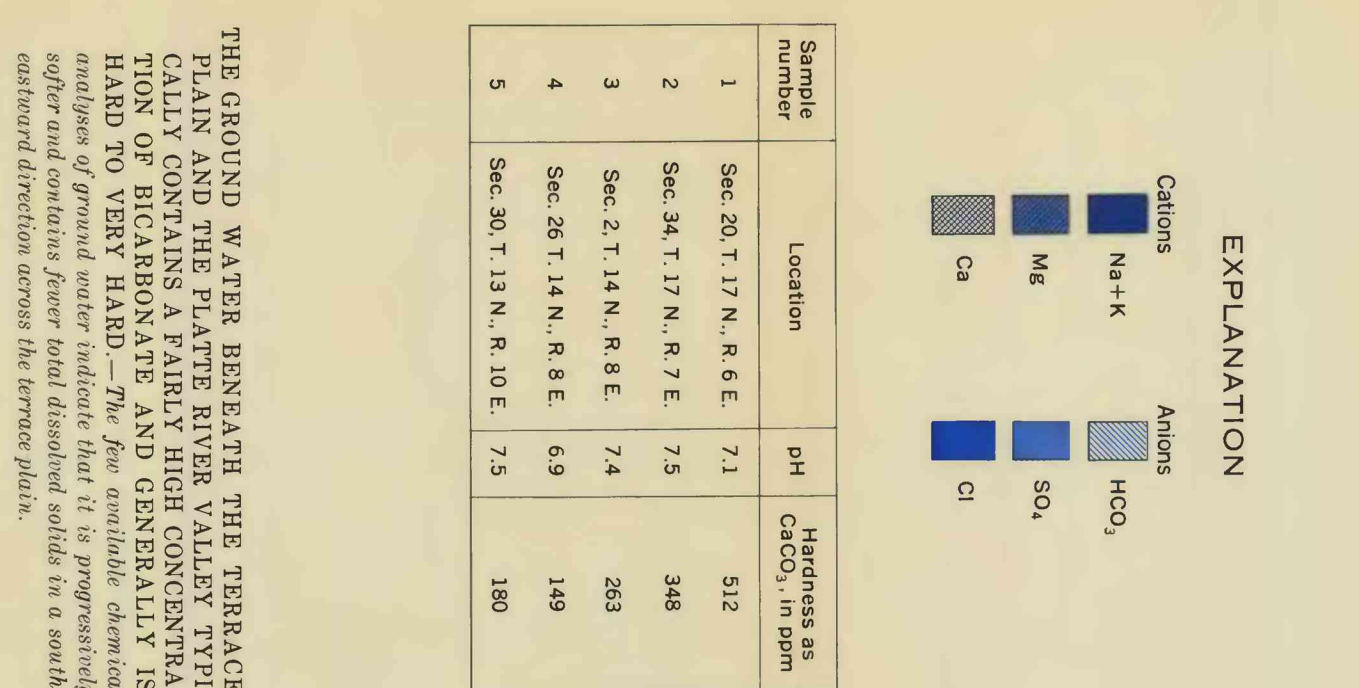 EXPLANATION
Cations Anions
Na+K HCO₃
Mg SO₄
Ca Cl
Sample number Location pH Hardness as CaCO₃, in ppm
1 Sec. 20, T. 17 N., R. 6 E. 7.1 512
2 Sec. 34, T. 17 N., R. 7 E. 7.5 348
3 Sec. 2, T. 14 N., R. 8 E. 7.4 263
4 Sec. 26 T. 14 N., R. 8 E. 6.9 149
5 Sec. 30, T. 13 N., R. 10 E. 7.5 180
THE GROUND WATER BENEATH THE TERRACE
PLAIN AND THE PLATTE RIVER VALLEY TYPI
CALLY CONTAINS A FAIRLY HIGH CONCENTRA
TION OF BICARBONATE AND GENERALLY IS
HARD TO VERY HARD.—The few available chemica
analyses of ground water indicate that it is progressively
softer and contains fewer total dissolved solids in a south
eastward direction across the terrace plain.